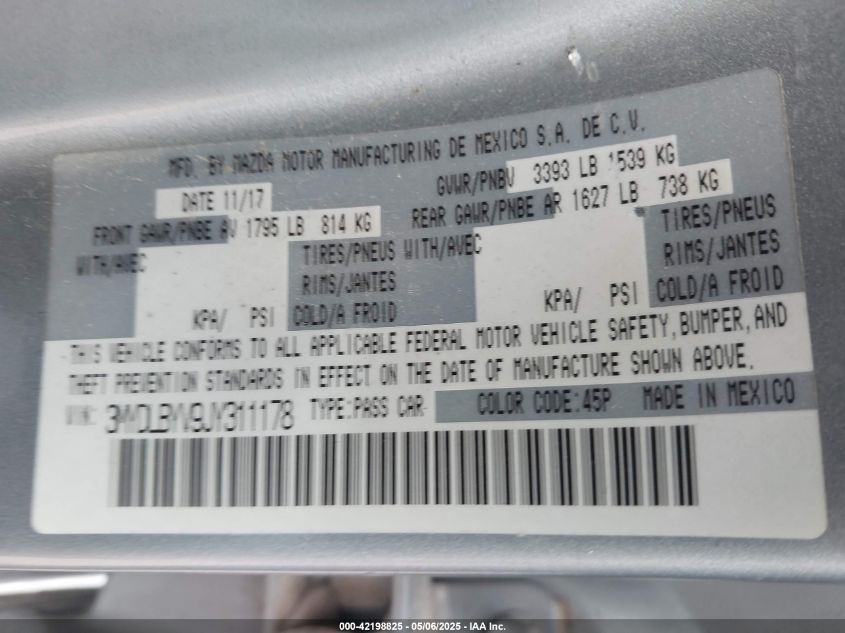 MFD. BY MAZDA MOTOR MANUFACTURING DE MEXICO S.A. DE C.V.
DATE 11/17 GVWR/PNBV 3393 LB 1539 KG
FRONT GAWR/PNBE AV 1795 LB 814 KG REAR GAWR/PNBE AR 1627 LB 738 KG
WITH/AVEC TIRES/PNEUS WITH/AVEC TIRES/PNEUS
RIMS/JANTES RIMS/JANTES
KPA/ PSI COLD/A FROID KPA/ PSI COLD/A FROID
THIS VEHICLE CONFORMS TO ALL APPLICABLE FEDERAL MOTOR VEHICLE SAFETY, BUMPER, AND
THEFT PREVENTION STANDARDS IN EFFECT ON THE DATE OF MANUFACTURE SHOWN ABOVE.
VIN: 3MYDLBYV9JY311178 TYPE:PASS CAR COLOR CODE:45P MADE IN MEXICO
000-42198825 - 05/06/2025 - IAA Inc.